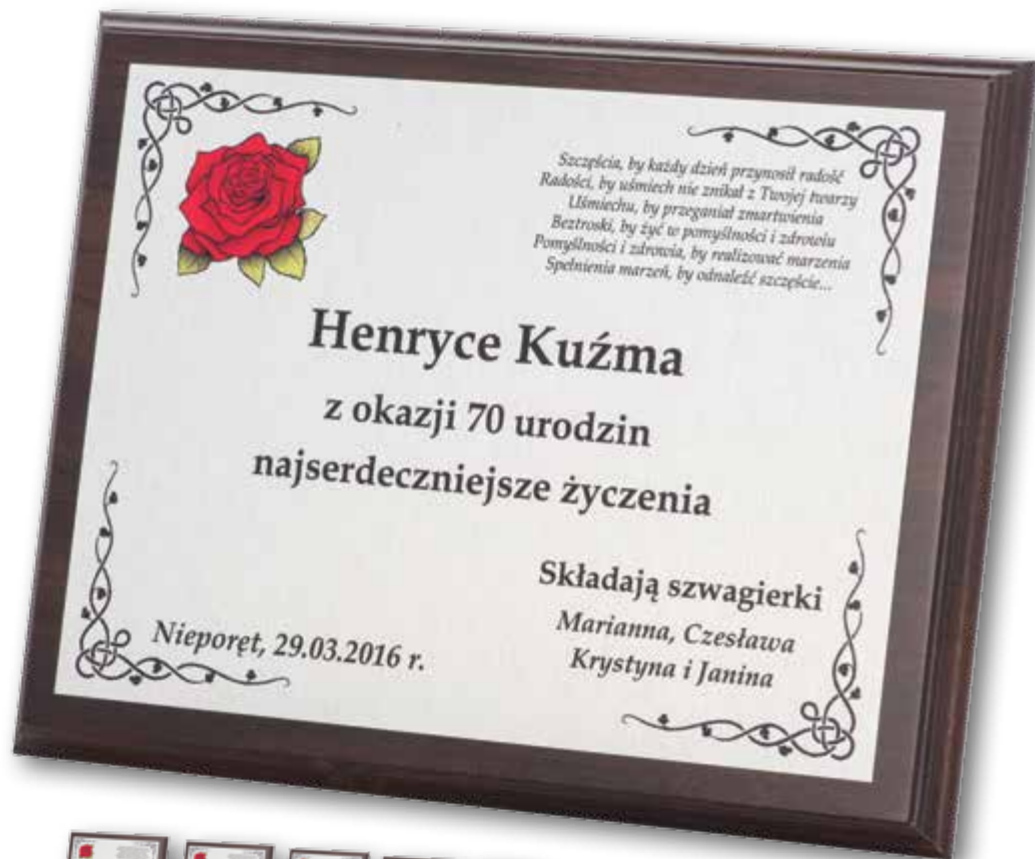 Szczęścia, by każdy dzień przynosił radość
Radości, by uśmiech nie znikał z Twojej twarzy
Uśmiechu, by przeganiał zmartwienia
Beztroski, by żyć w pomyślności i zdrowiu
Pomyślności i zdrowia, by realizować marzenia
Spełnienia marzeń, by odnaleźć szczęście...
Henryce Kuźma
z okazji 70 urodzin
najserdeczniejsze życzenia
Składają szwagierki
Marianna, Czesława
Krystyna i Janina
Nieporęt, 29.03.2016 r.